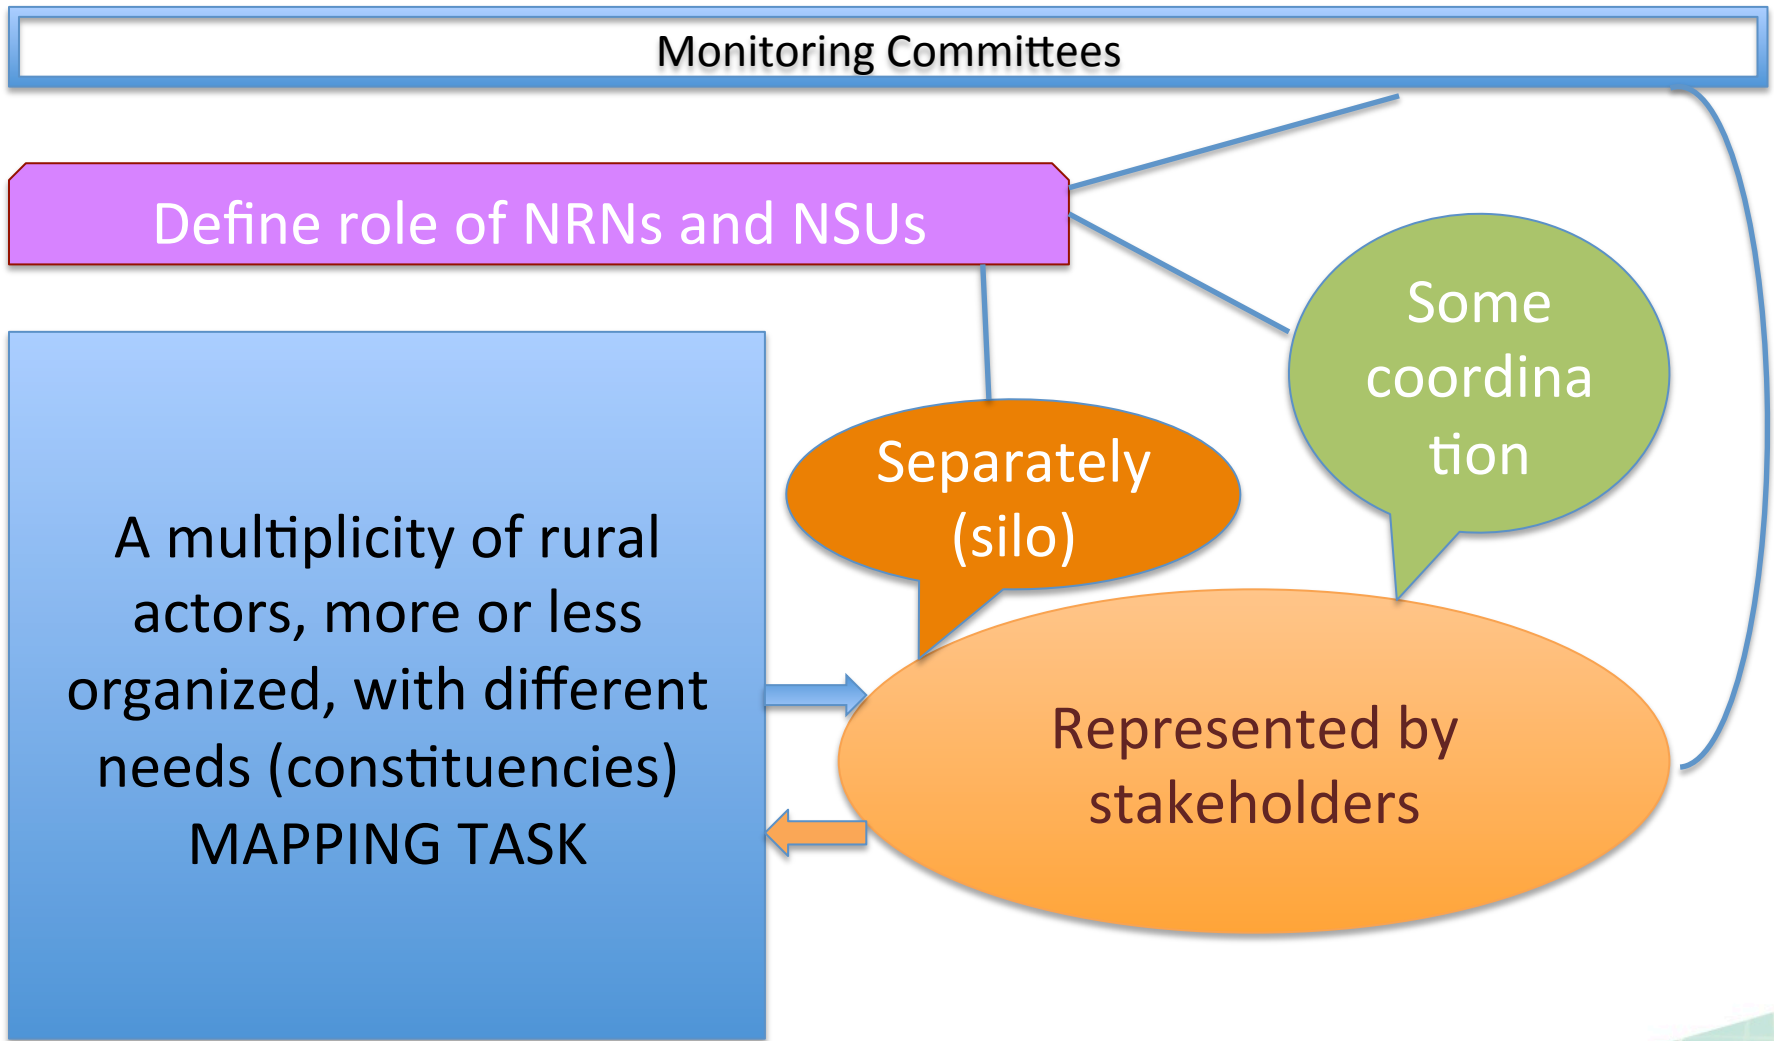 Monitoring Committees
Define role of NRNs and NSUs
Some
coordina
tion
Separately
(silo)
A multiplicity of rural
actors, more or less
organized, with different
needs (constituencies)
MAPPING TASK
Represented by
stakeholders